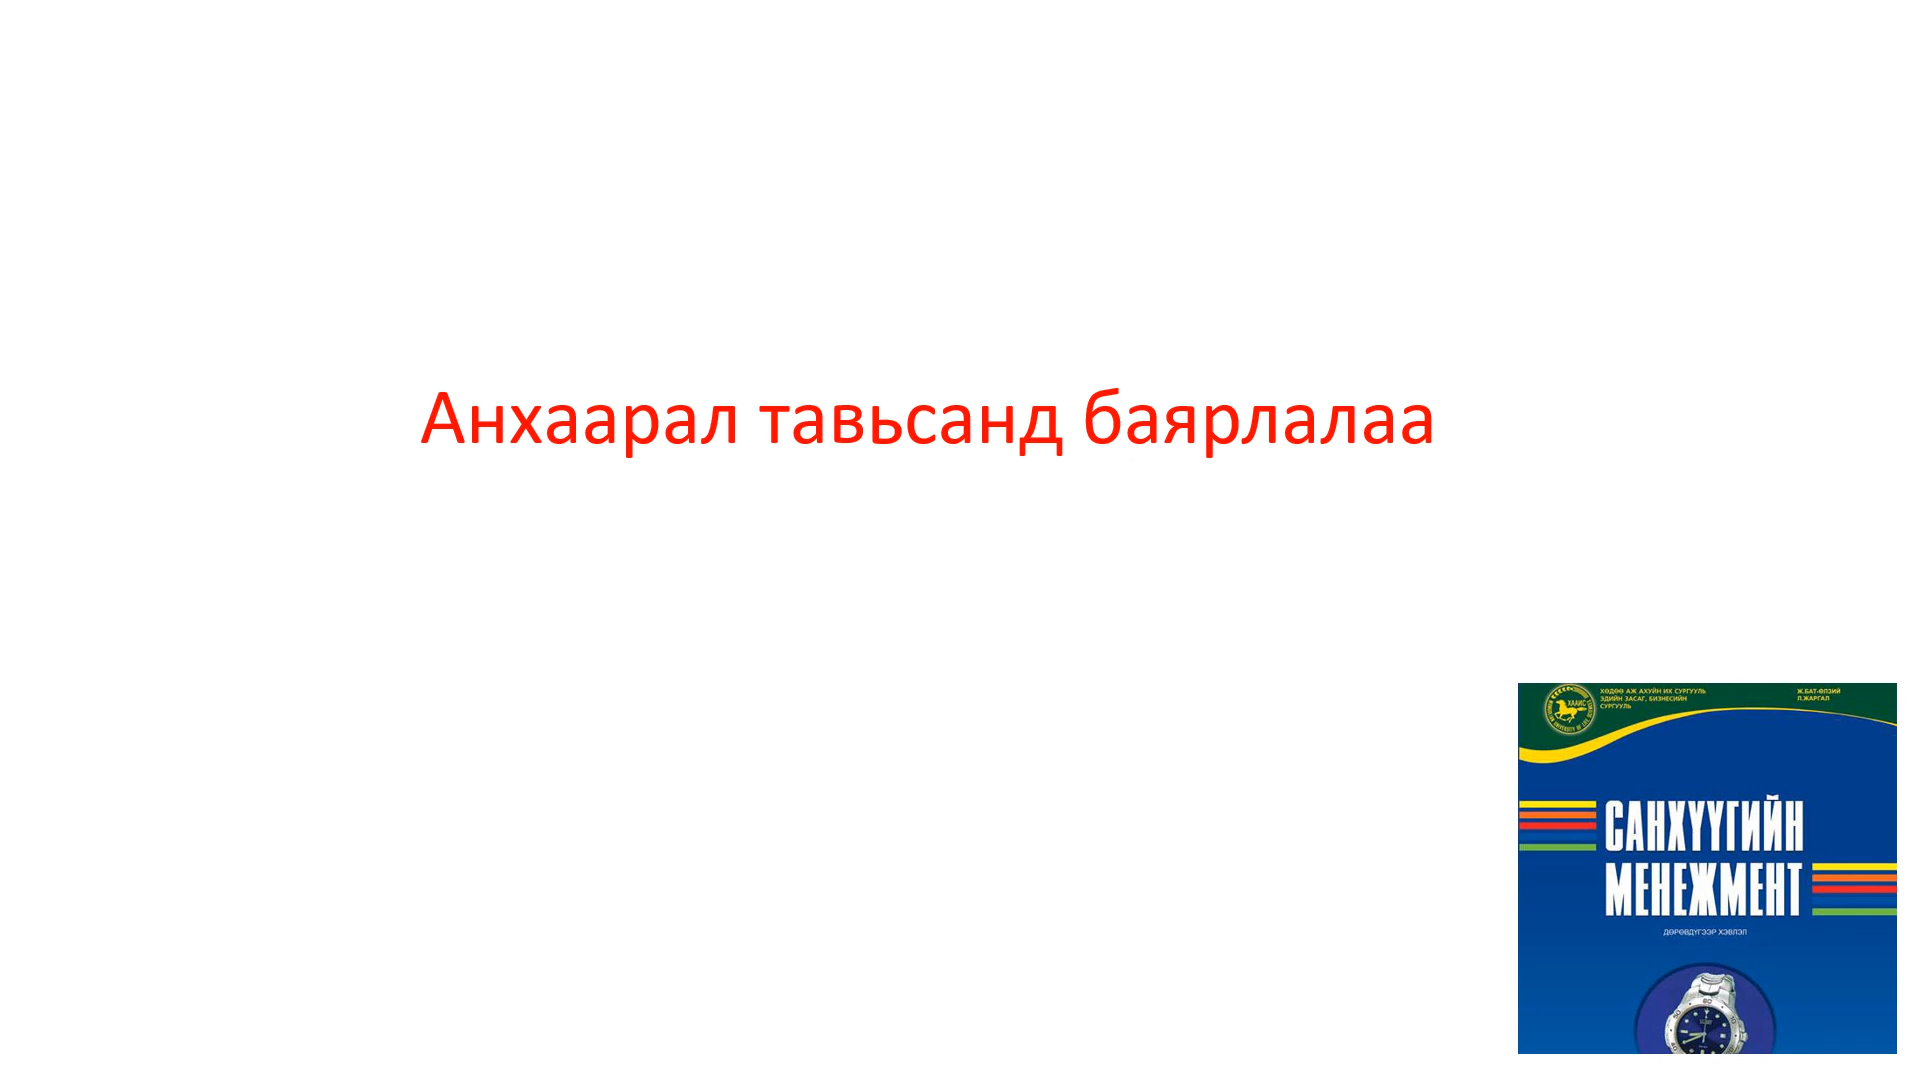 Анхаарал тавьсанд баярлалаа
ХӨДӨӨ АЖ АХУЙН ИХ СУРГУУЛЬ
ЭДИЙН ЗАСАГ, БИЗНЕСИЙН
СУРГУУЛЬ
Ж.БАТ-ӨЛЗИЙ
Л.ЖАРГАЛ
ХААИС
САНХҮҮГИЙН
МЕНЕЖМЕНТ
ДӨРӨВДҮГЭЭР ХЭВЛЭЛ